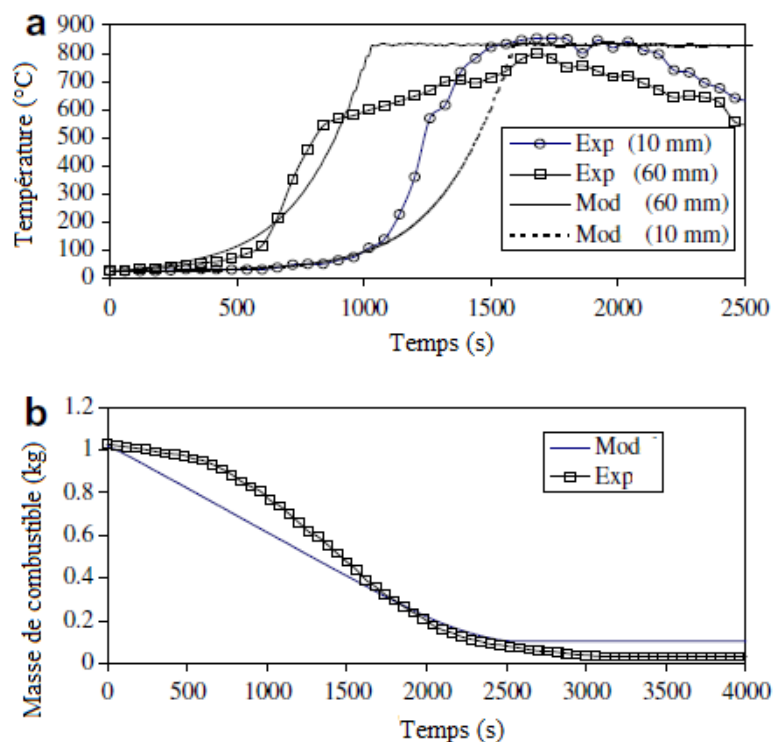 a
Température (°C)
900
800
700
600
500
400
300
200
100
0
Exp (10 mm)
Exp (60 mm)
Mod (60 mm)
Mod (10 mm)
0 500 1000 1500 2000 2500
Temps (s)
b
Masse de combustible (kg)
1.2
1
0.8
0.6
0.4
0.2
0
Mod
Exp
0 500 1000 1500 2000 2500 3000 3500 4000
Temps (s)